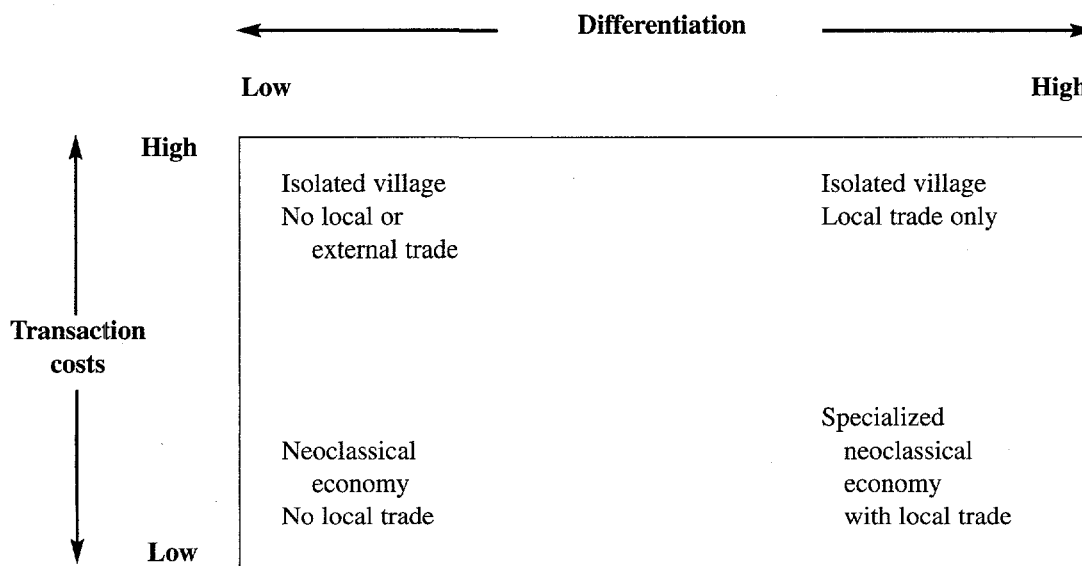 Differentiation
Low
High
High
Isolated village
No local or
external trade
Isolated village
Local trade only
Transaction
costs
Neoclassical
economy
No local trade
Specialized
neoclassical
economy
with local trade
Low